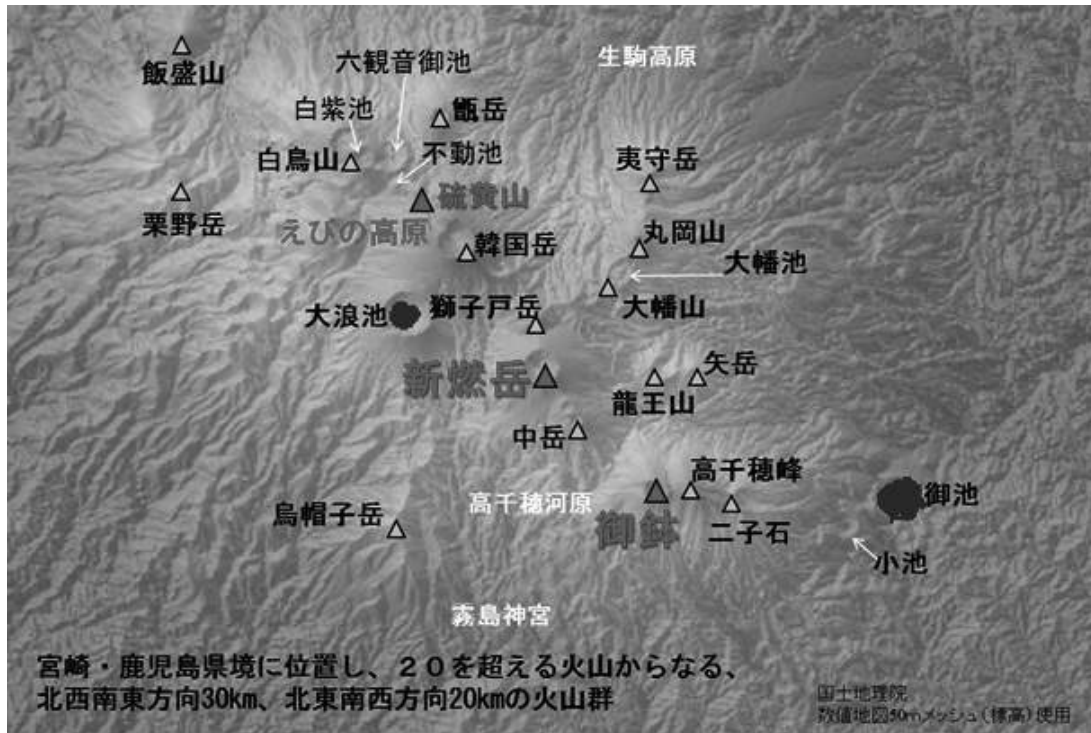 飯盛山
六観音御池
生駒高原
白紫池
甑岳
白鳥山
不動池
夷守岳
栗野岳
硫黄山
えびの高原
韓国岳
丸岡山
大幡池
大浪池
獅子戸岳
大幡山
新燃岳
矢岳
龍王山
中岳
高千穂峰
高千穂河原
御鉢
二子石
御池
烏帽子岳
小池
霧島神宮
宮崎・鹿児島県境に位置し、２０を超える火山からなる、
北西南東方向30km、北東南西方向20kmの火山群
国土地理院
数値地図50mメッシュ(標高)使用